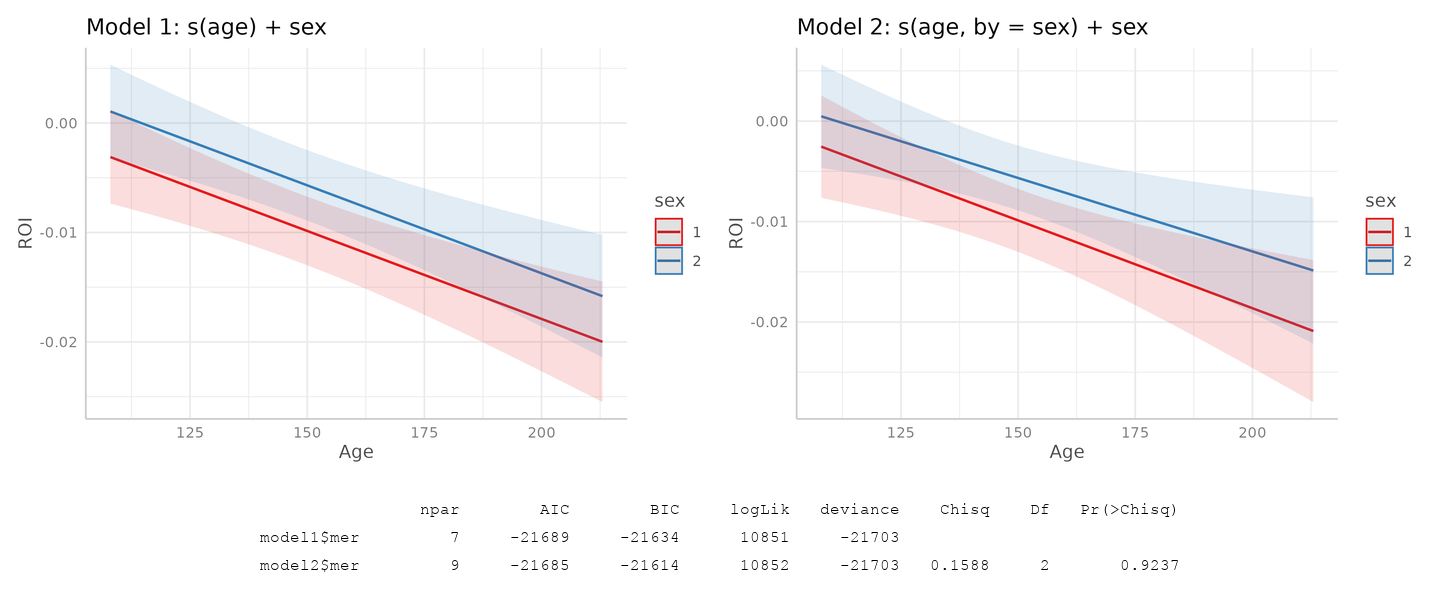 Model 1: s(age) + sex
0.00
-0.01
-0.02
ROI
125 150 175 200
Age
sex
1
2
Model 2: s(age, by = sex) + sex
0.00
-0.01
-0.02
ROI
125 150 175 200
Age
sex
1
2
npar AIC BIC logLik deviance Chisq Df Pr(>Chisq)
model1$mer 7 -21689 -21634 10851 -21703
model2$mer 9 -21685 -21614 10852 -21703 0.1588 2 0.9237